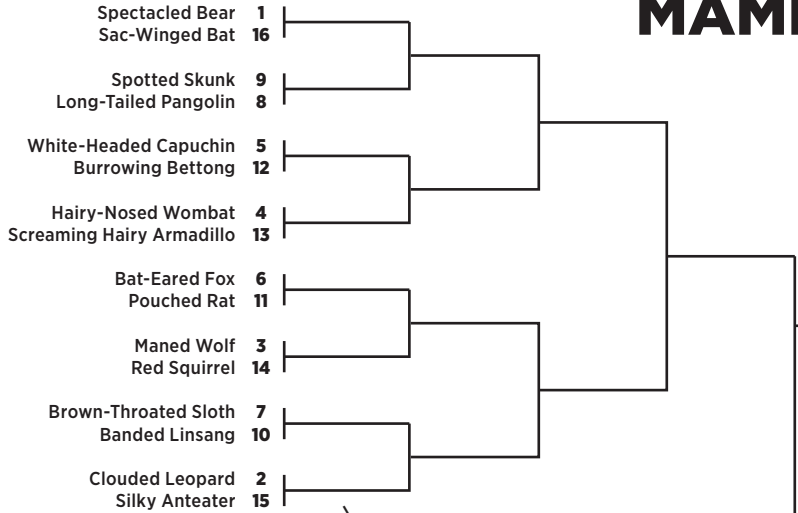 MAM
Spectacled Bear 1
Sac-Winged Bat 16
Spotted Skunk 9
Long-Tailed Pangolin 8
White-Headed Capuchin 5
Burrowing Bettong 12
Hairy-Nosed Wombat 4
Screaming Hairy Armadillo 13
Bat-Eared Fox 6
Pouched Rat 11
Maned Wolf 3
Red Squirrel 14
Brown-Throated Sloth 7
Banded Linsang 10
Clouded Leopard 2
Silky Anteater 15